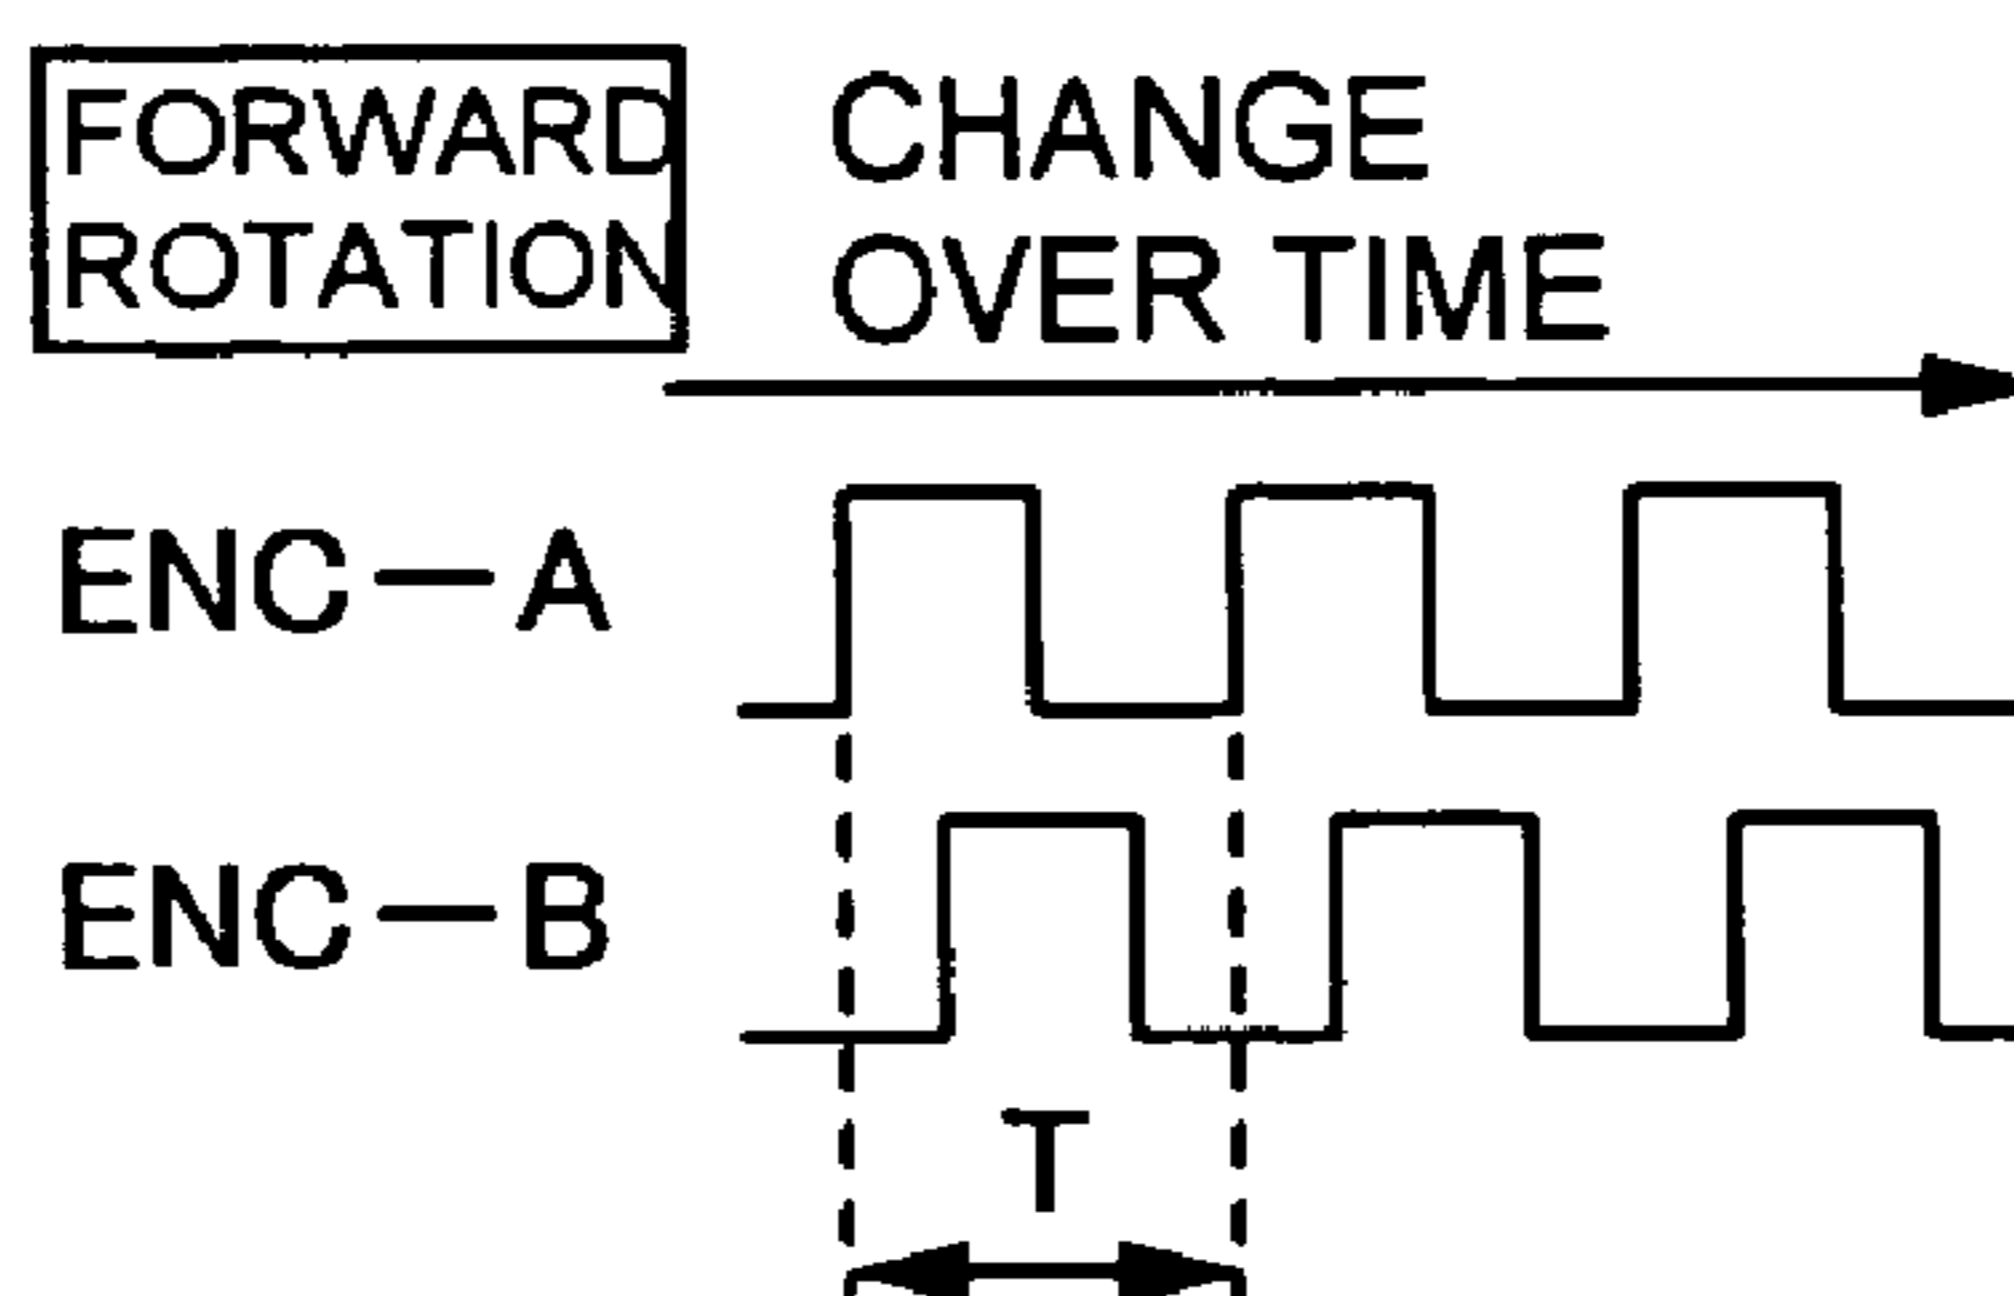 FORWARD
ROTATION
CHANGE
OVER TIME
ENC—A
ENC—B
T